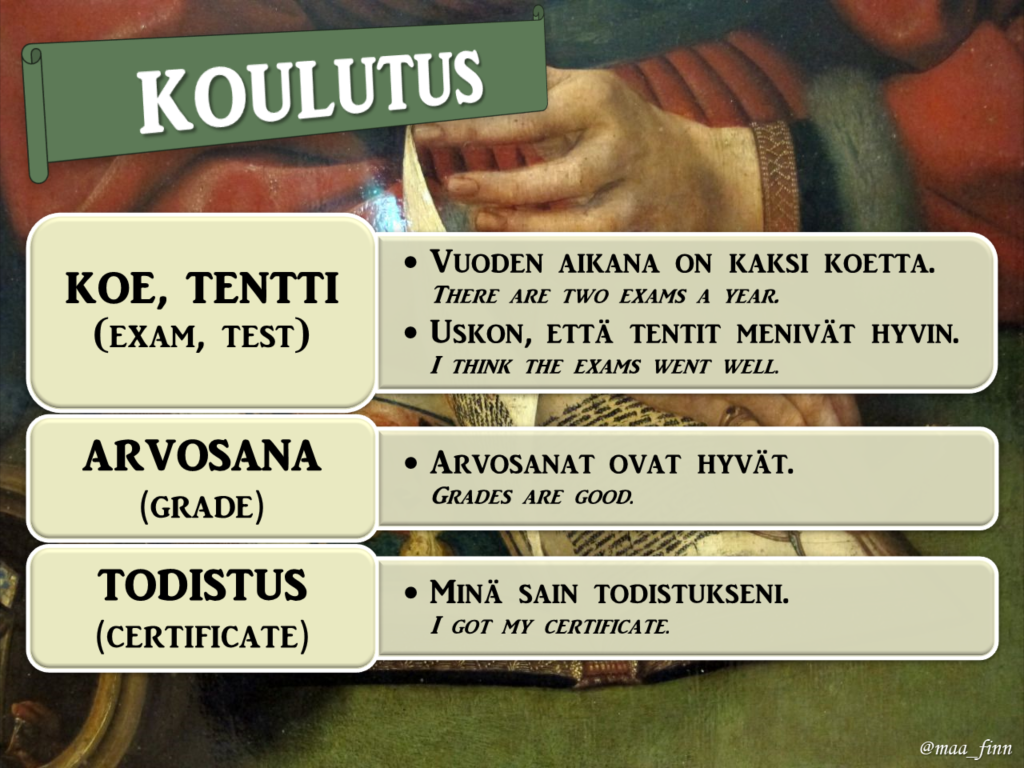 KOULUTUS
KOE, TENTTI
(EXAM, TEST)
• VUODEN AIKANA ON KAKSI KOETTA.
THERE ARE TWO EXAMS A YEAR.
• USKON, ETTÄ TENTIT MENIVÄT HYVIN.
I THINK THE EXAMS WENT WELL.
ARVOSANA
(GRADE)
• ARVOSANAT OVAT HYVÄT.
GRADES ARE GOOD.
TODISTUS
(CERTIFICATE)
• MINÄ SAIN TODISTUKSENI.
I GOT MY CERTIFICATE.
@maa_finn